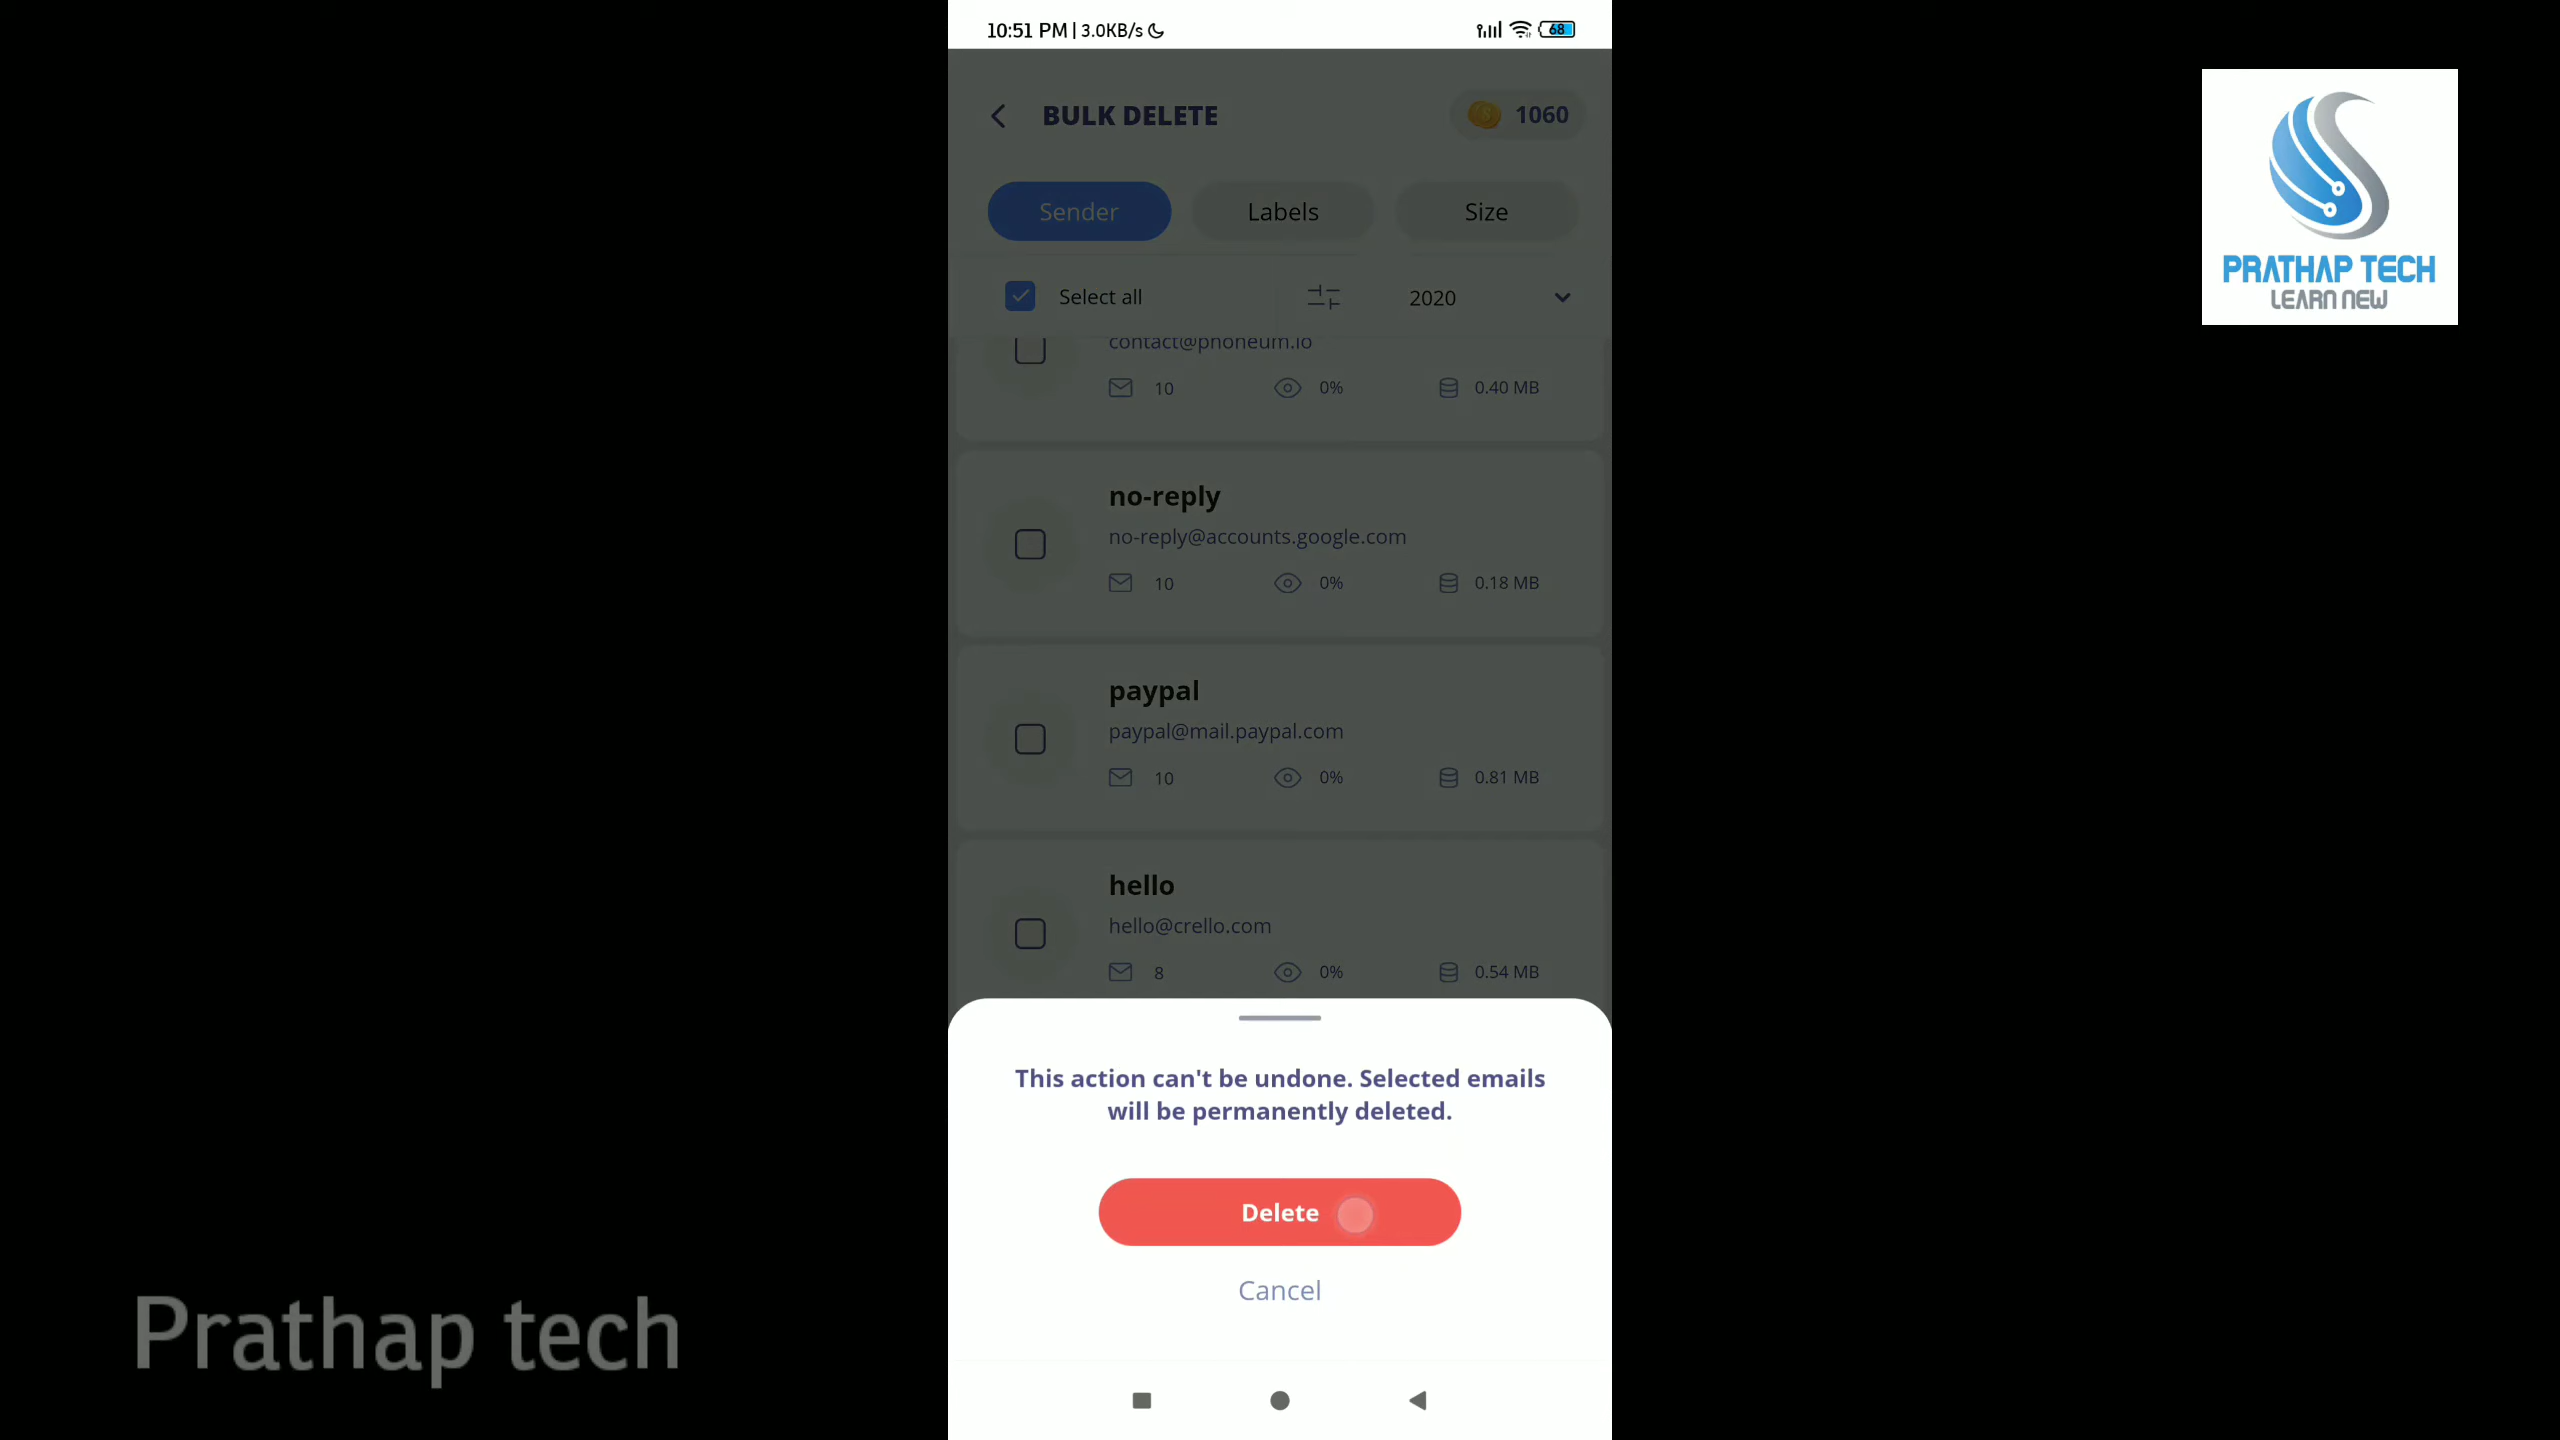 10:51 PM | 3.0KB/s
68
BULK DELETE
1060
Sender
Labels
Size
Select all
2020
contact@phoneum.io
10
0%
0.40 MB
no-reply
no-reply@accounts.google.com
10
0%
0.18 MB
paypal
paypal@mail.paypal.com
10
0%
0.81 MB
hello
hello@crello.com
8
0%
0.54 MB
This action can't be undone. Selected emails
will be permanently deleted.
Delete
Cancel
PRATHAP TECH
LEARN NEW
Prathap tech